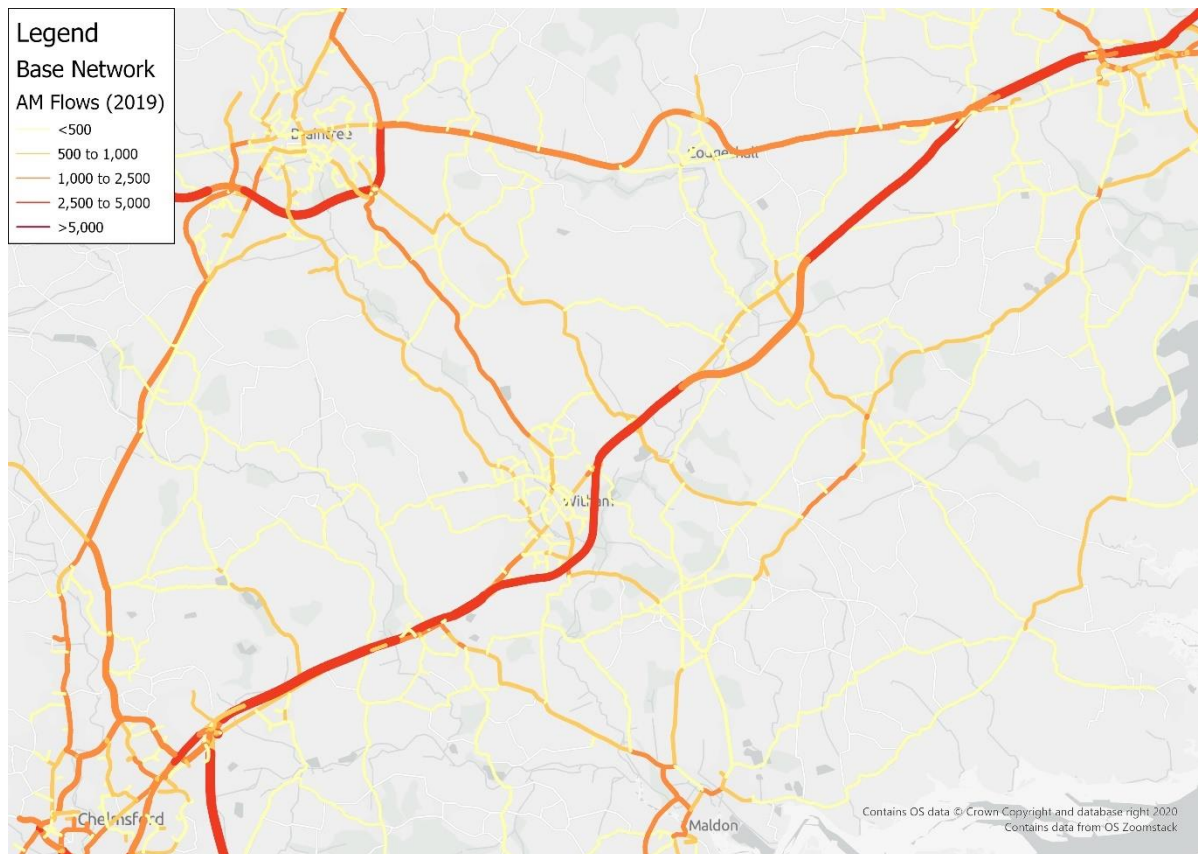 Legend
Base Network
AM Flows (2019)
<500
500 to 1,000
1,000 to 2,500
2,500 to 5,000
>5,000
Braintree
Coggeshall
Witham
Chelmsford
Maldon
Contains OS data © Crown Copyright and database right 2020
Contains data from OS Zoomstack